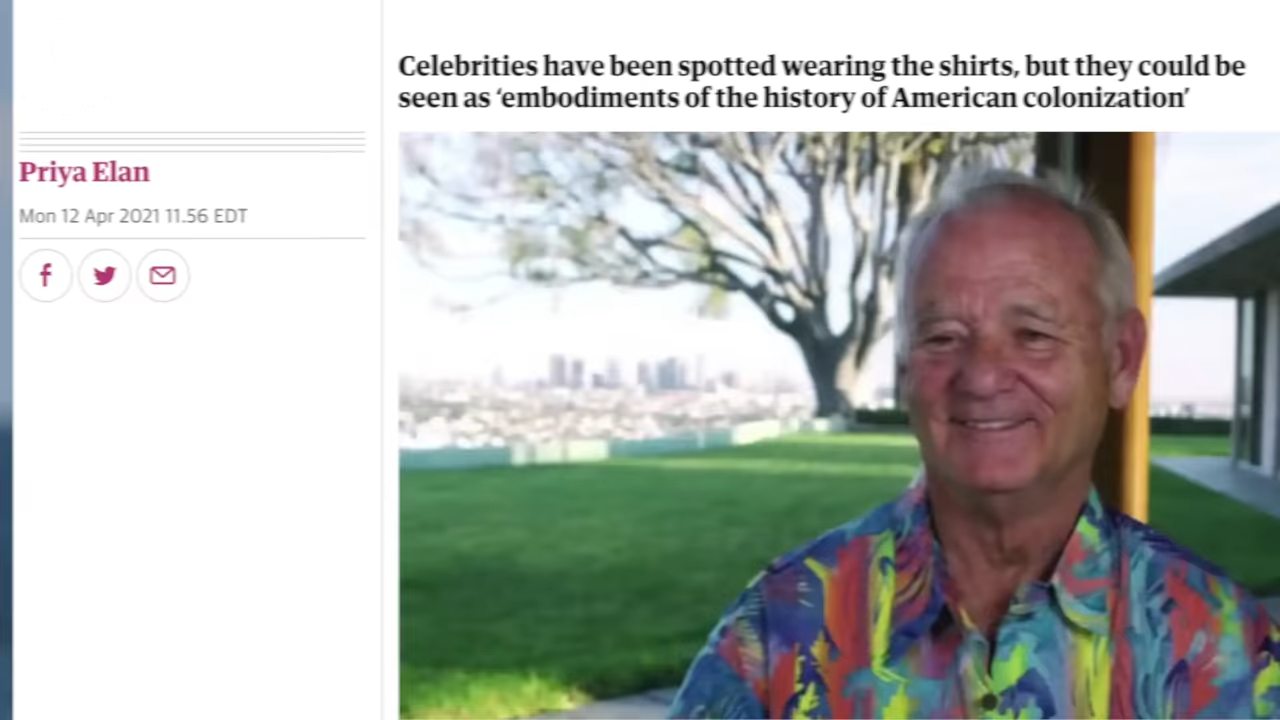 Celebrities have been spotted wearing the shirts, but they could be
seen as ‘embodiments of the history of American colonization’
Priya Elan
Mon 12 Apr 2021 11.56 EDT